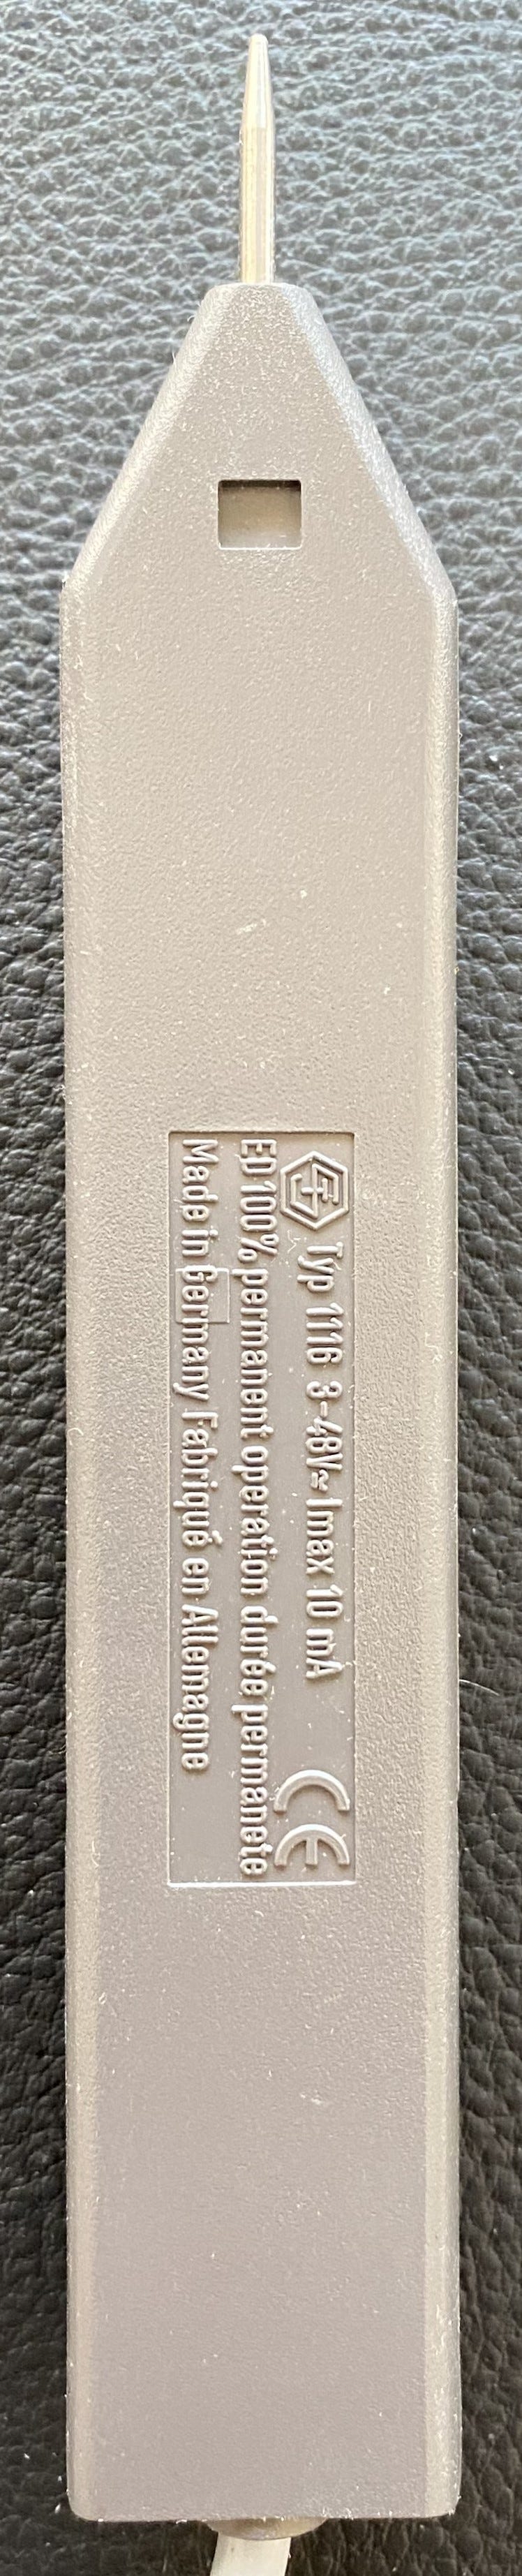 Typ 1116 3-48V≂ Imax 10 mA CE
ED 100% permanent operation durée permanete
Made in Germany Fabriqué en Allemagne